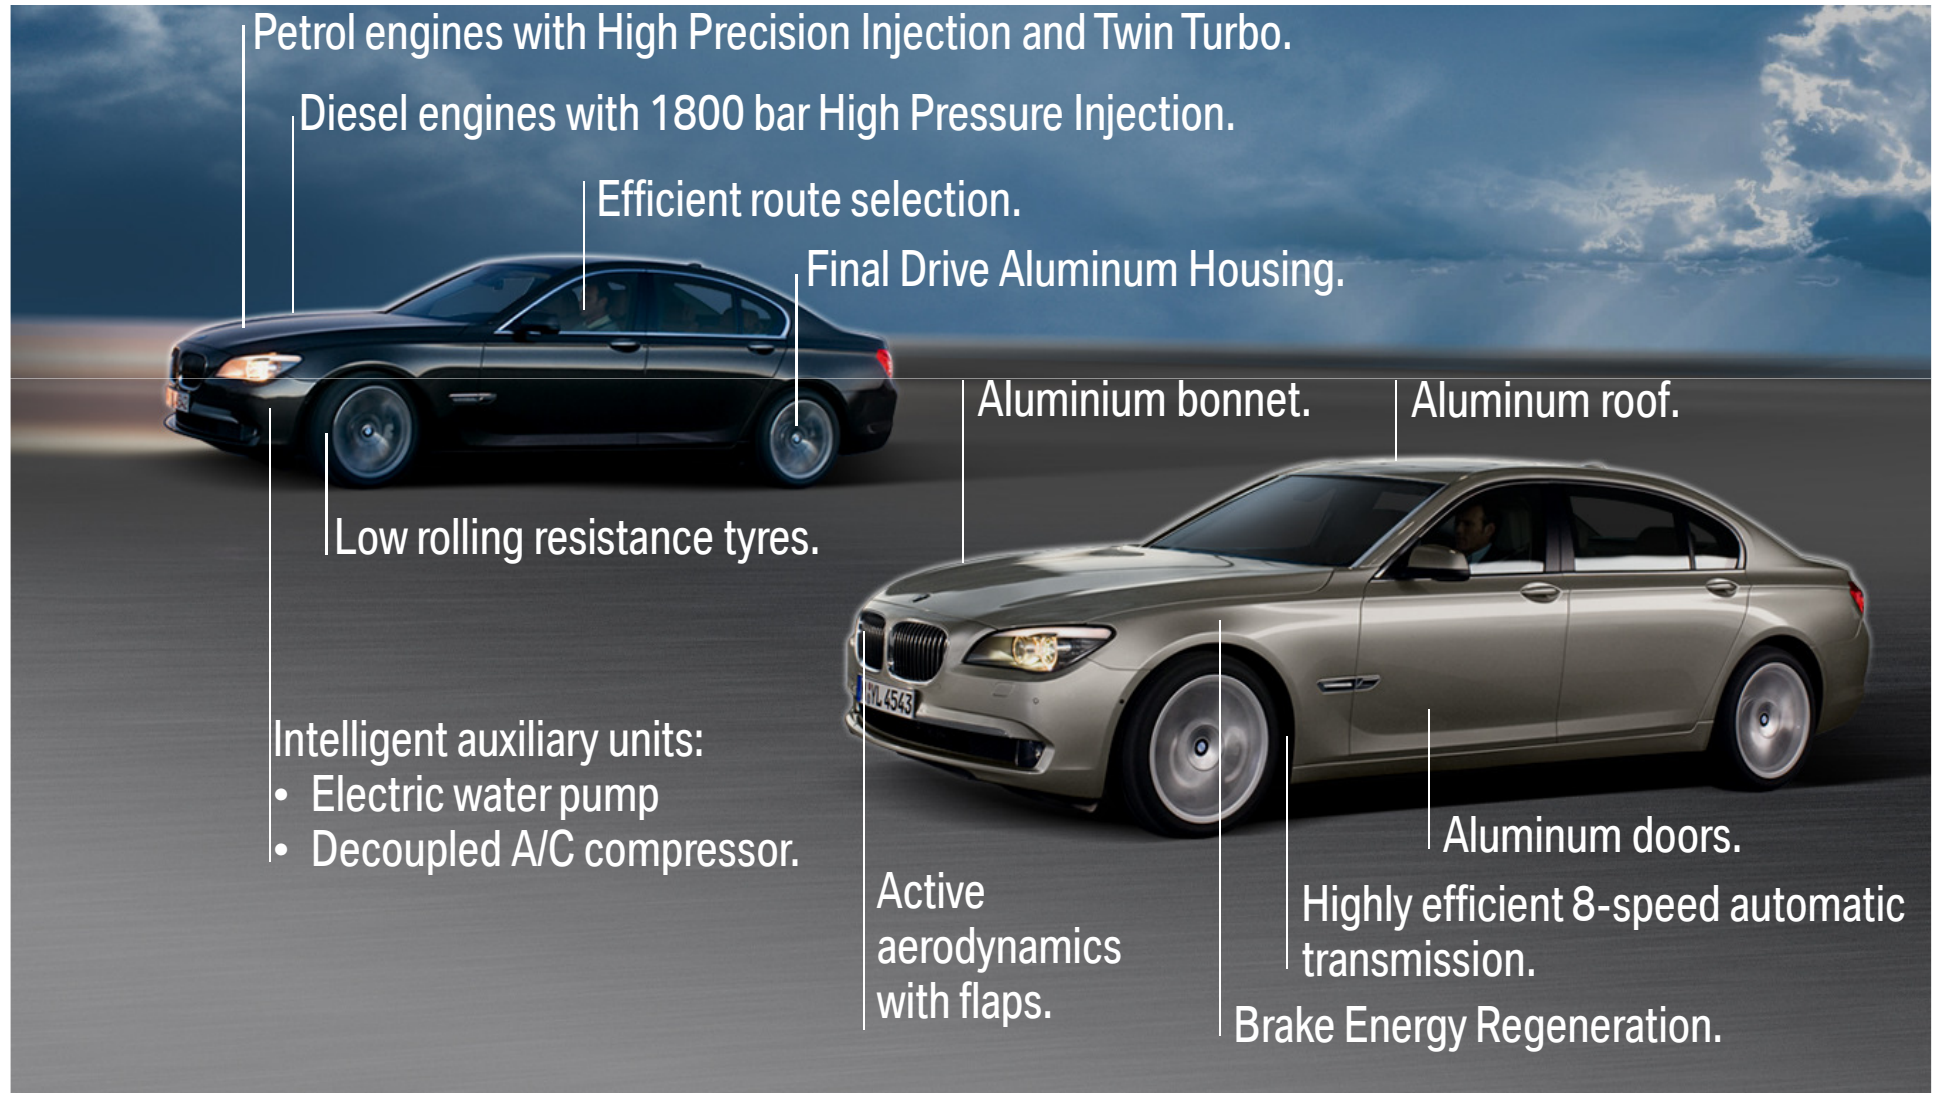 Petrol engines with High Precision Injection and Twin Turbo.
Diesel engines with 1800 bar High Pressure Injection.
Efficient route selection.
Final Drive Aluminum Housing.
Aluminium bonnet.
Aluminum roof.
Low rolling resistance tyres.
VL 4543
Intelligent auxiliary units:
• Electric water pump
• Decoupled A/C compressor.
Aluminum doors.
Active
aerodynamics
with flaps.
Highly efficient 8-speed automatic
transmission.
Brake Energy Regeneration.